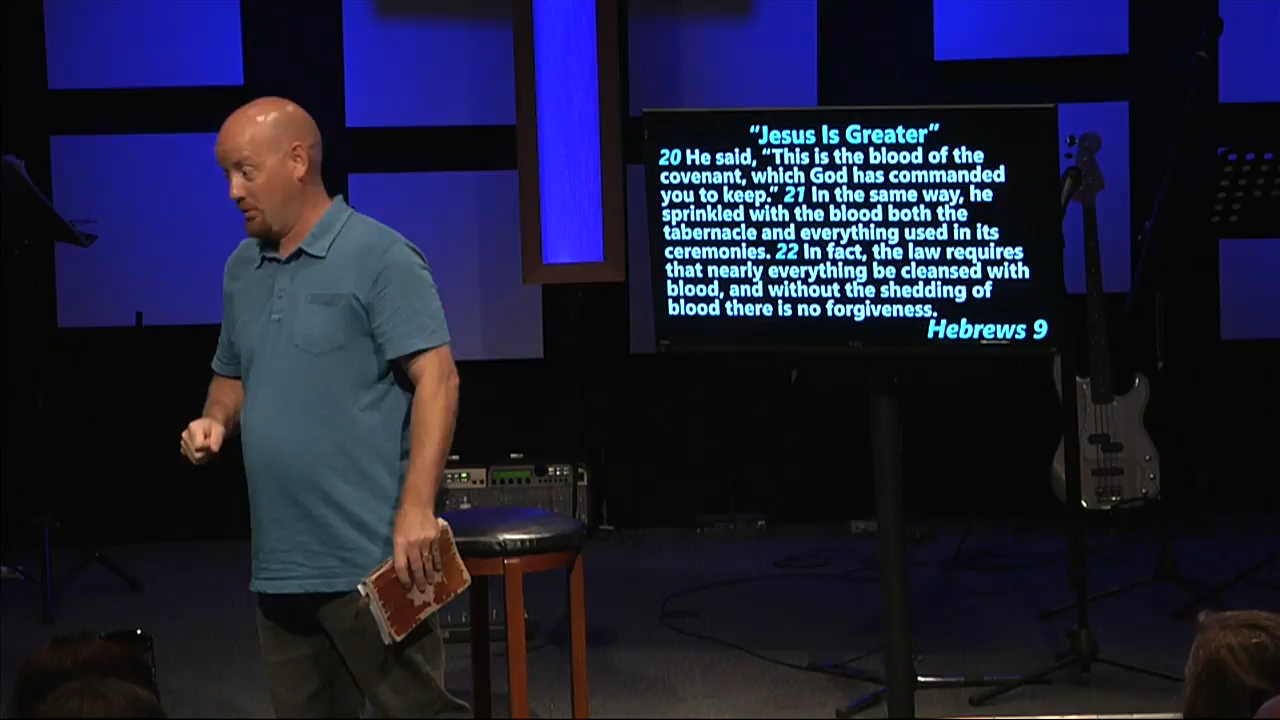 “Jesus Is Greater”
20 He said, “This is the blood of the
covenant, which God has commanded
you to keep.” 21 In the same way, he
sprinkled with the blood both the
tabernacle and everything used in its
ceremonies. 22 In fact, the law requires
that nearly everything be cleansed with
blood, and without the shedding of
blood there is no forgiveness.
Hebrews 9